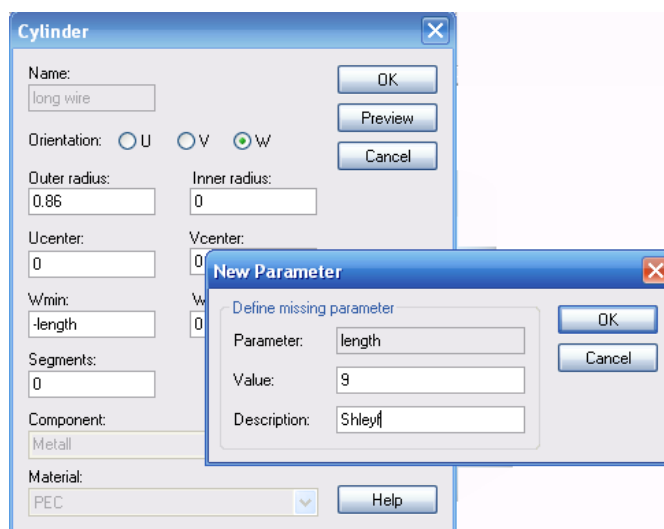 Cylinder
Name:
OK
long wire
Preview
Orientation: U V W
Cancel
Outer radius: Inner radius:
0.86 0
Ucenter: Vcenter:
0 0
New Parameter
Wmin: W
-length 0
Define missing parameter
OK
Parameter: length
Cancel
Segments:
0
Value: 9
Description: Shleyf
Component:
Metall
Material:
PEC
Help